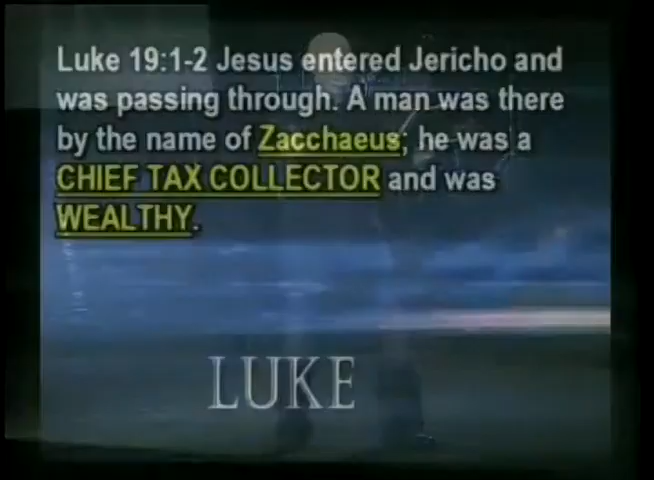 Luke 19:1-2 Jesus entered Jericho and
was passing through. A man was there
by the name of Zacchaeus; he was a
CHIEF TAX COLLECTOR and was
WEALTHY.
LUKE